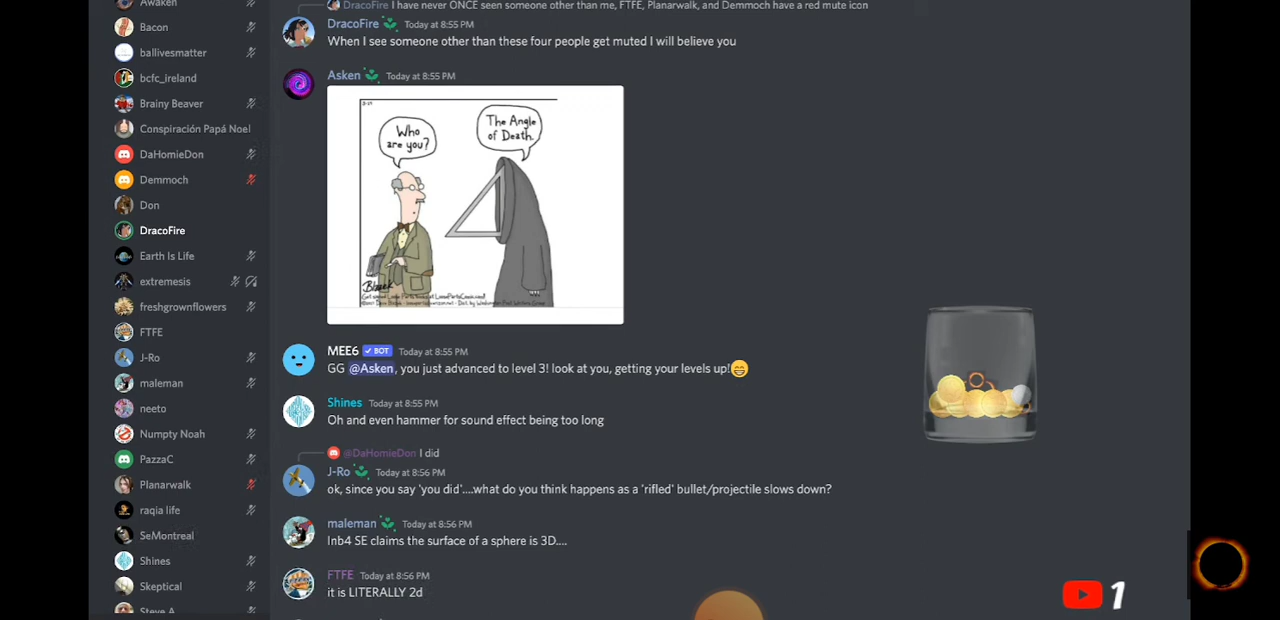 Awaken
Bacon
ballivesmatter
bcfc_ireland
Brainy Beaver
Conspiración Papá Noel
DaHomieDon
Demmoch
Don
DracoFire
Earth Is Life
extremesis
freshgrownflowers
FTFE
J-Ro
maleman
neeto
Numpty Noah
PazzaC
Planarwalk
raqia life
SeMontreal
Shines
Skeptical
Steve A
DracoFire I have never ONCE seen someone other than me, FTFE, Planarwalk, and Demmoch have a red mute icon
DracoFire Today at 8:55 PM
When I see someone other than these four people get muted I will believe you
Asken Today at 8:55 PM
Who
are you?
The Angle
of Death.
MEE6 BOT Today at 8:55 PM
GG @Asken, you just advanced to level 3! look at you, getting your levels up!
Shines Today at 8:55 PM
Oh and even hammer for sound effect being too long
@DaHomieDon I did
J-Ro Today at 8:56 PM
ok, since you say 'you did'....what do you think happens as a 'rifled' bullet/projectile slows down?
maleman Today at 8:56 PM
Inb4 SE claims the surface of a sphere is 3D....
FTFE Today at 8:56 PM
it is LITERALLY 2d
1